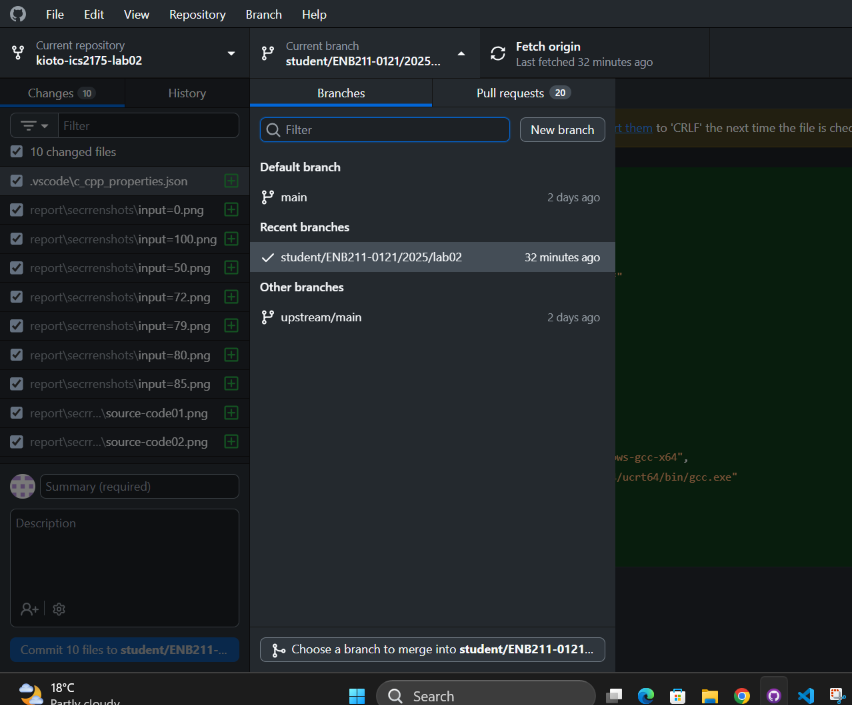 File Edit View Repository Branch Help
Current repository
kioto-ics2175-lab02
Current branch
student/ENB211-0121/2025...
Fetch origin
Last fetched 32 minutes ago
Changes 10
History
Branches
Pull requests 20
Filter
Filter
New branch
rt them to 'CRLF' the next time the file is chec
10 changed files
Default branch
.vscode\c_cpp_properties.json
main 2 days ago
report\secrrenshots\input=0.png
Recent branches
report\secrrenshots\input=100.png
student/ENB211-0121/2025/lab02 32 minutes ago
report\secrrenshots\input=50.png
"
Other branches
report\secrrenshots\input=72.png
upstream/main 2 days ago
report\secrrenshots\input=79.png
report\secrrenshots\input=80.png
report\secrrenshots\input=85.png
report\secrr...\source-code01.png
report\secrr...\source-code02.png
ws-gcc-x64",
/ucrt64/bin/gcc.exe"
Summary (required)
Description
Commit 10 files to student/ENB211-...
Choose a branch to merge into student/ENB211-0121...
18°C
Partly cloudy
Search